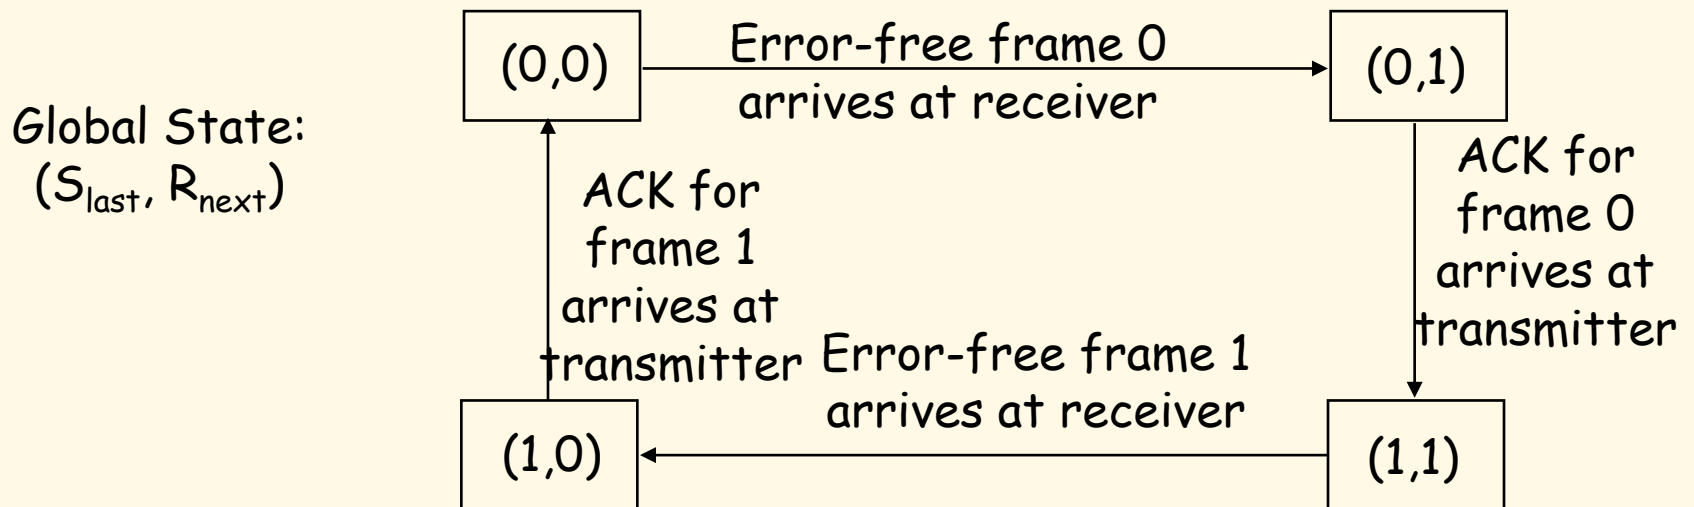 Global State:
(Slast, Rnext)
(0,0)
Error-free frame 0
arrives at receiver
(0,1)
ACK for
frame 1
arrives at
transmitter
ACK for
frame 0
arrives at
transmitter
Error-free frame 1
arrives at receiver
(1,0)
(1,1)